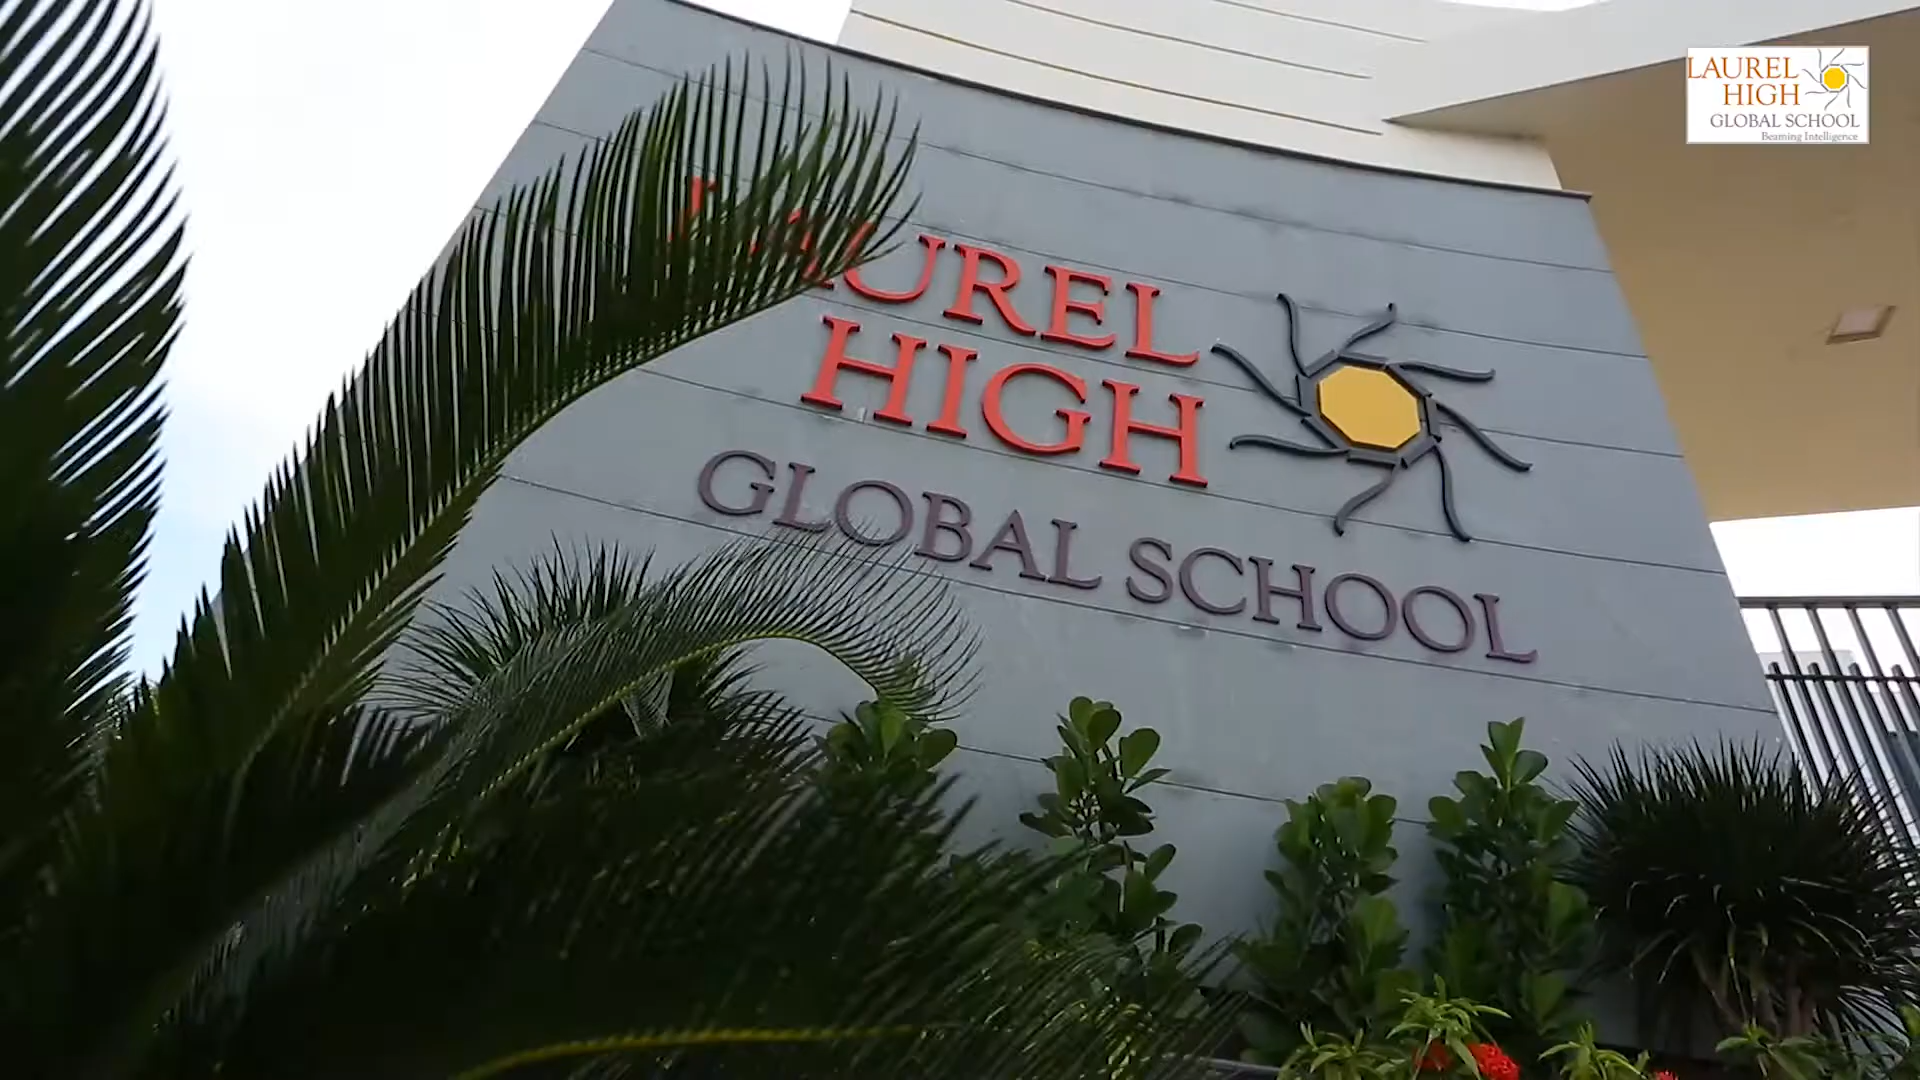 LAUREL
HIGH
GLOBAL SCHOOL
LAUREL
HIGH
GLOBAL SCHOOL
Beaming Intelligence